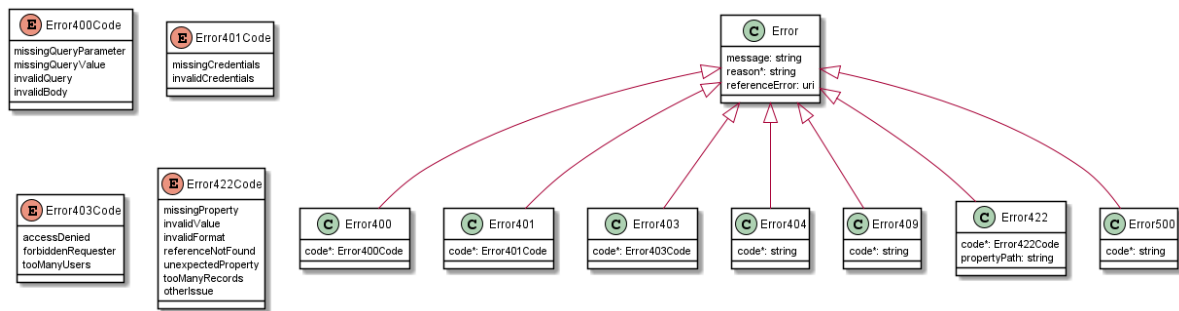 E Error400Code
missingQueryParameter
missingQueryValue
invalidQuery
invalidBody
E Error401Code
missingCredentials
invalidCredentials
C Error
message: string
reason*: string
referenceError: uri
E Error403Code
accessDenied
forbiddenRequester
tooManyUsers
E Error422Code
missingProperty
invalidValue
invalidFormat
referenceNotFound
unexpectedProperty
tooManyRecords
otherIssue
C Error400
code*: Error400Code
C Error401
code*: Error401Code
C Error403
code*: Error403Code
C Error404
code*: string
C Error409
code*: string
C Error422
code*: Error422Code
propertyPath: string
C Error500
code*: string